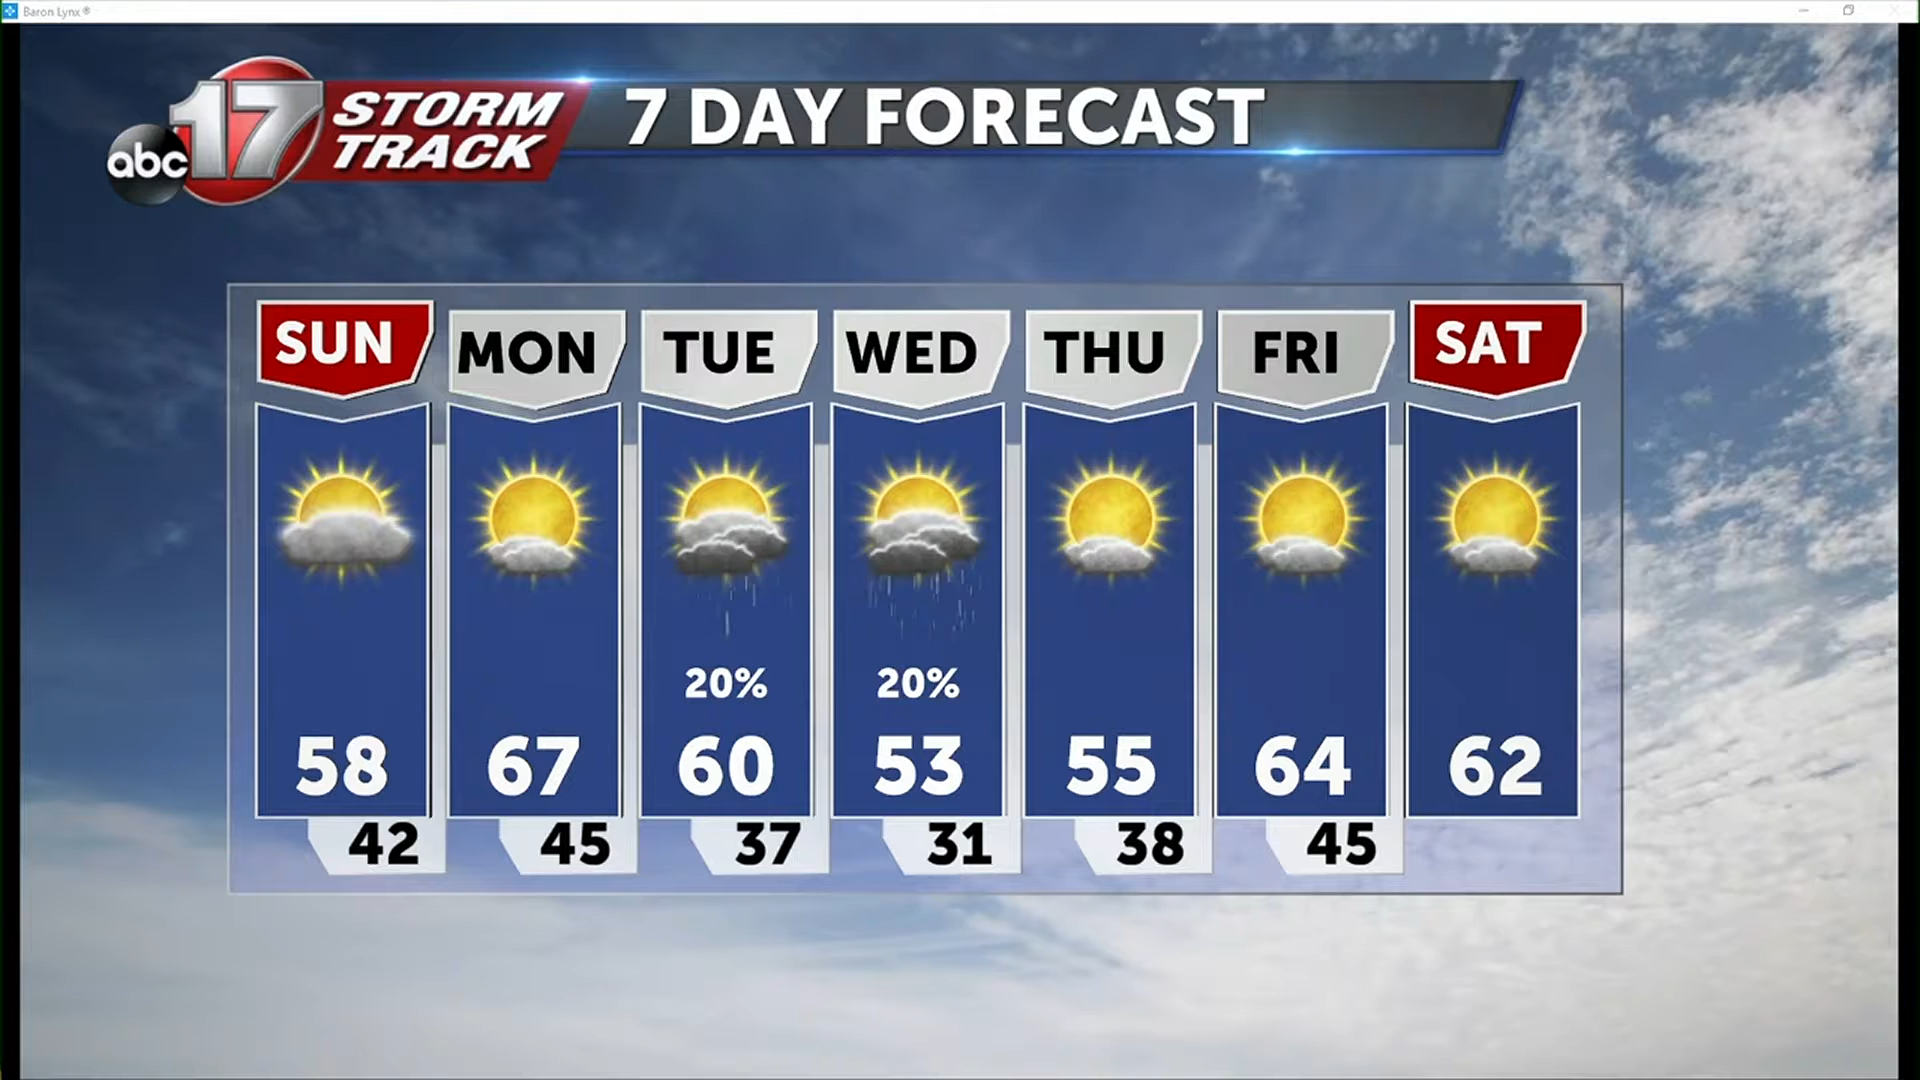 Baron Lynx®
abc 17 STORM TRACK
7 DAY FORECAST
SUN MON TUE WED THU FRI SAT
20% 20%
58 67 60 53 55 64 62
42 45 37 31 38 45